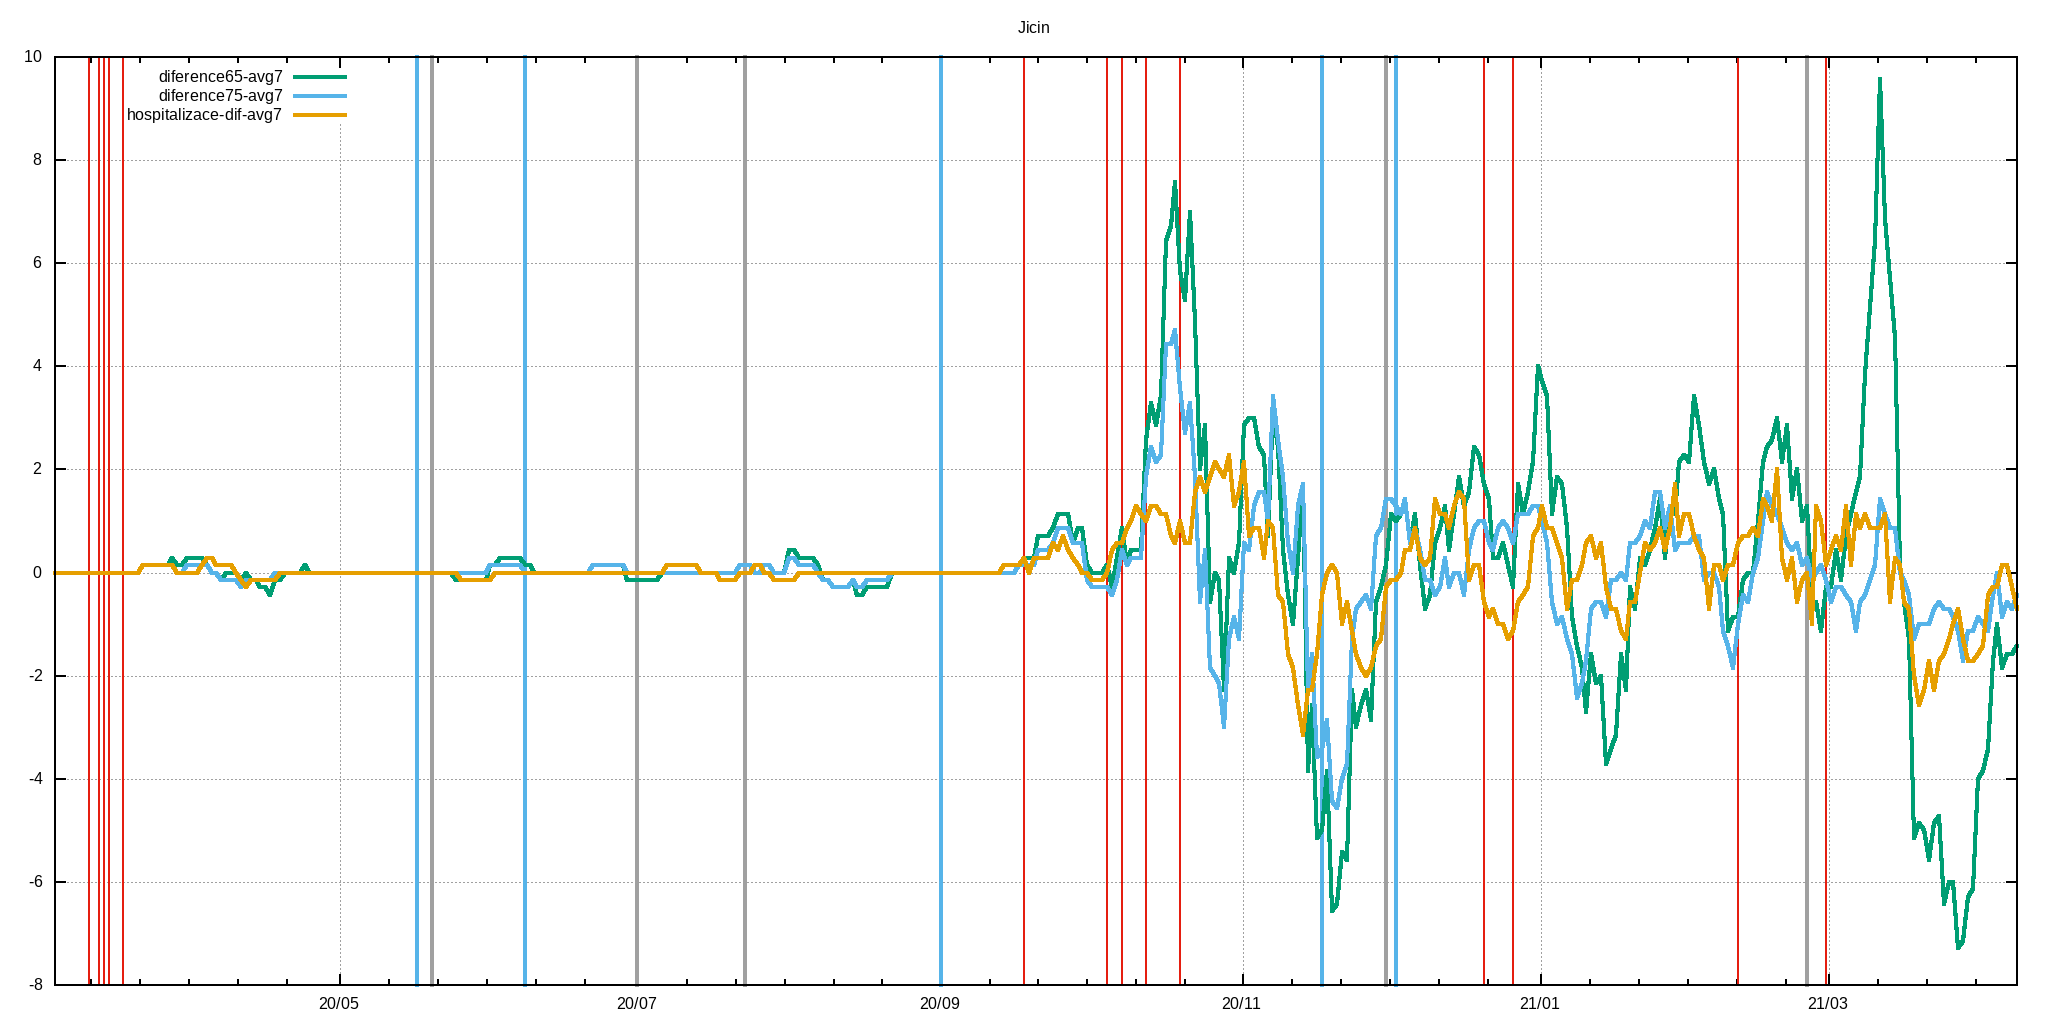 Jicin
10
diference65-avg7
diference75-avg7
hospitalizace-dif-avg7
8
6
4
2
0
-2
-4
-6
-8
20/05 20/07 20/09 20/11 21/01 21/03